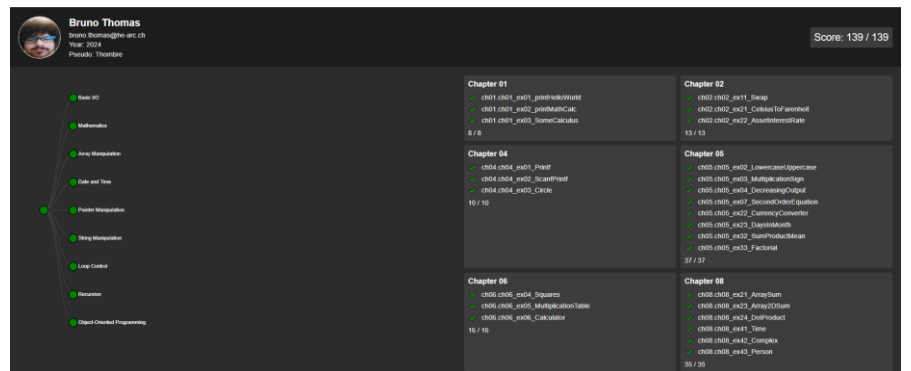 Bruno Thomas
bruno.thomas@he-arc.ch
Year: 2024
Pseudo: Thombre
Score: 139 / 139
Basic I/O
Mathematics
Array Manipulation
Date and Time
Pointer Manipulation
String Manipulation
Loop Control
Recursion
Object-Oriented Programming
Chapter 01
ch01.ch01_ex01_printHelloWorld
ch01.ch01_ex02_printMathCalc
ch01.ch01_ex03_SomeCalculus
8 / 8
Chapter 02
ch02.ch02_ex11_Swap
ch02.ch02_ex21_CelsiusToFarenheit
ch02.ch02_ex22_AssetInterestRate
13 / 13
Chapter 04
ch04.ch04_ex01_Printf
ch04.ch04_ex02_ScanfPrintf
ch04.ch04_ex03_Circle
10 / 10
Chapter 05
ch05.ch05_ex02_LowercaseUppercase
ch05.ch05_ex03_MultiplicationSign
ch05.ch05_ex04_DecreasingOutput
ch05.ch05_ex07_SecondOrderEquation
ch05.ch05_ex22_CurrencyConverter
ch05.ch05_ex23_DaysInMonth
ch05.ch05_ex32_SumProductMean
ch05.ch05_ex33_Factorial
37 / 37
Chapter 06
ch06.ch06_ex04_Squares
ch06.ch06_ex05_MultiplicationTable
ch06.ch06_ex06_Calculator
16 / 16
Chapter 08
ch08.ch08_ex21_ArraySum
ch08.ch08_ex23_Array2DSum
ch08.ch08_ex24_DotProduct
ch08.ch08_ex41_Time
ch08.ch08_ex42_Complex
ch08.ch08_ex43_Person
35 / 35